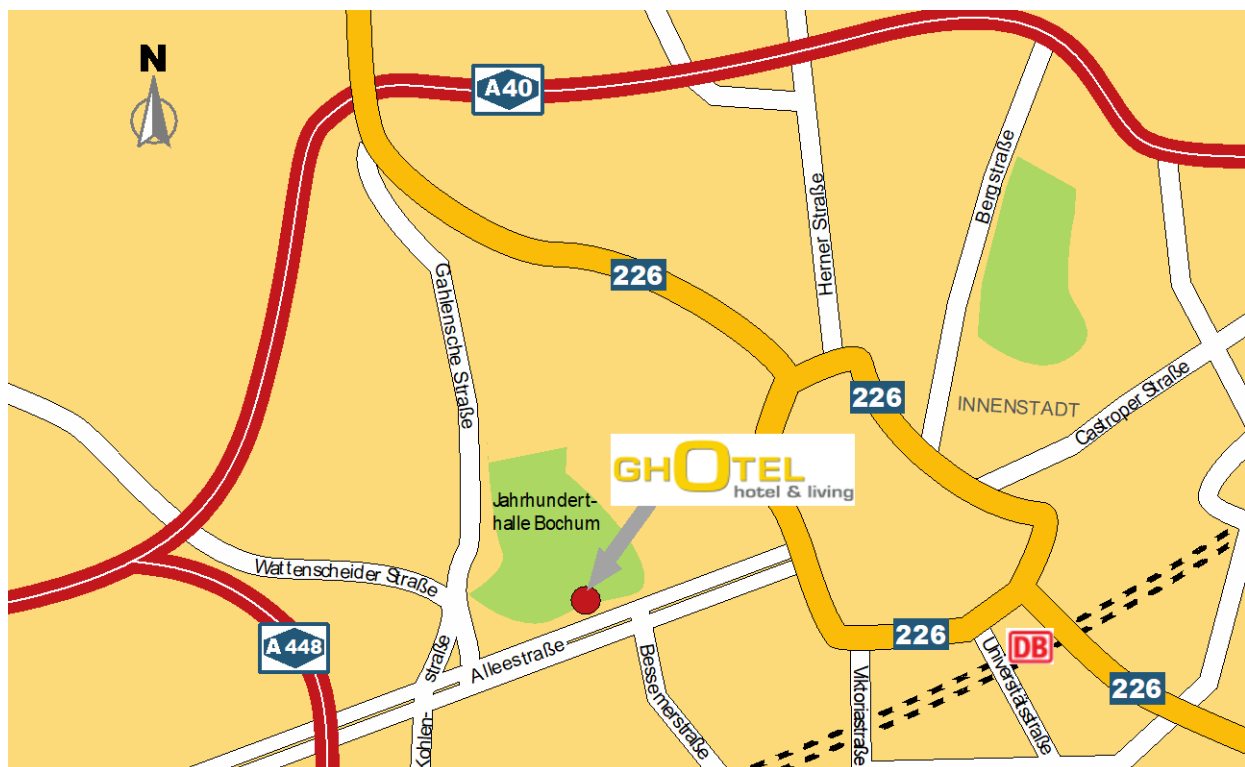 N
A40
Herner Straße
Bergstraße
226
Gahlensche Straße
226
INNENSTADT
Castroper Straße
GHOTEL
hotel & living
Jahrhundert-
halle Bochum
Wattenscheider Straße
A 448
Kohlen-
straße
Alleestraße
Bessemerstraße
226
Viktoriastraße
Universitätsstraße
DB
226